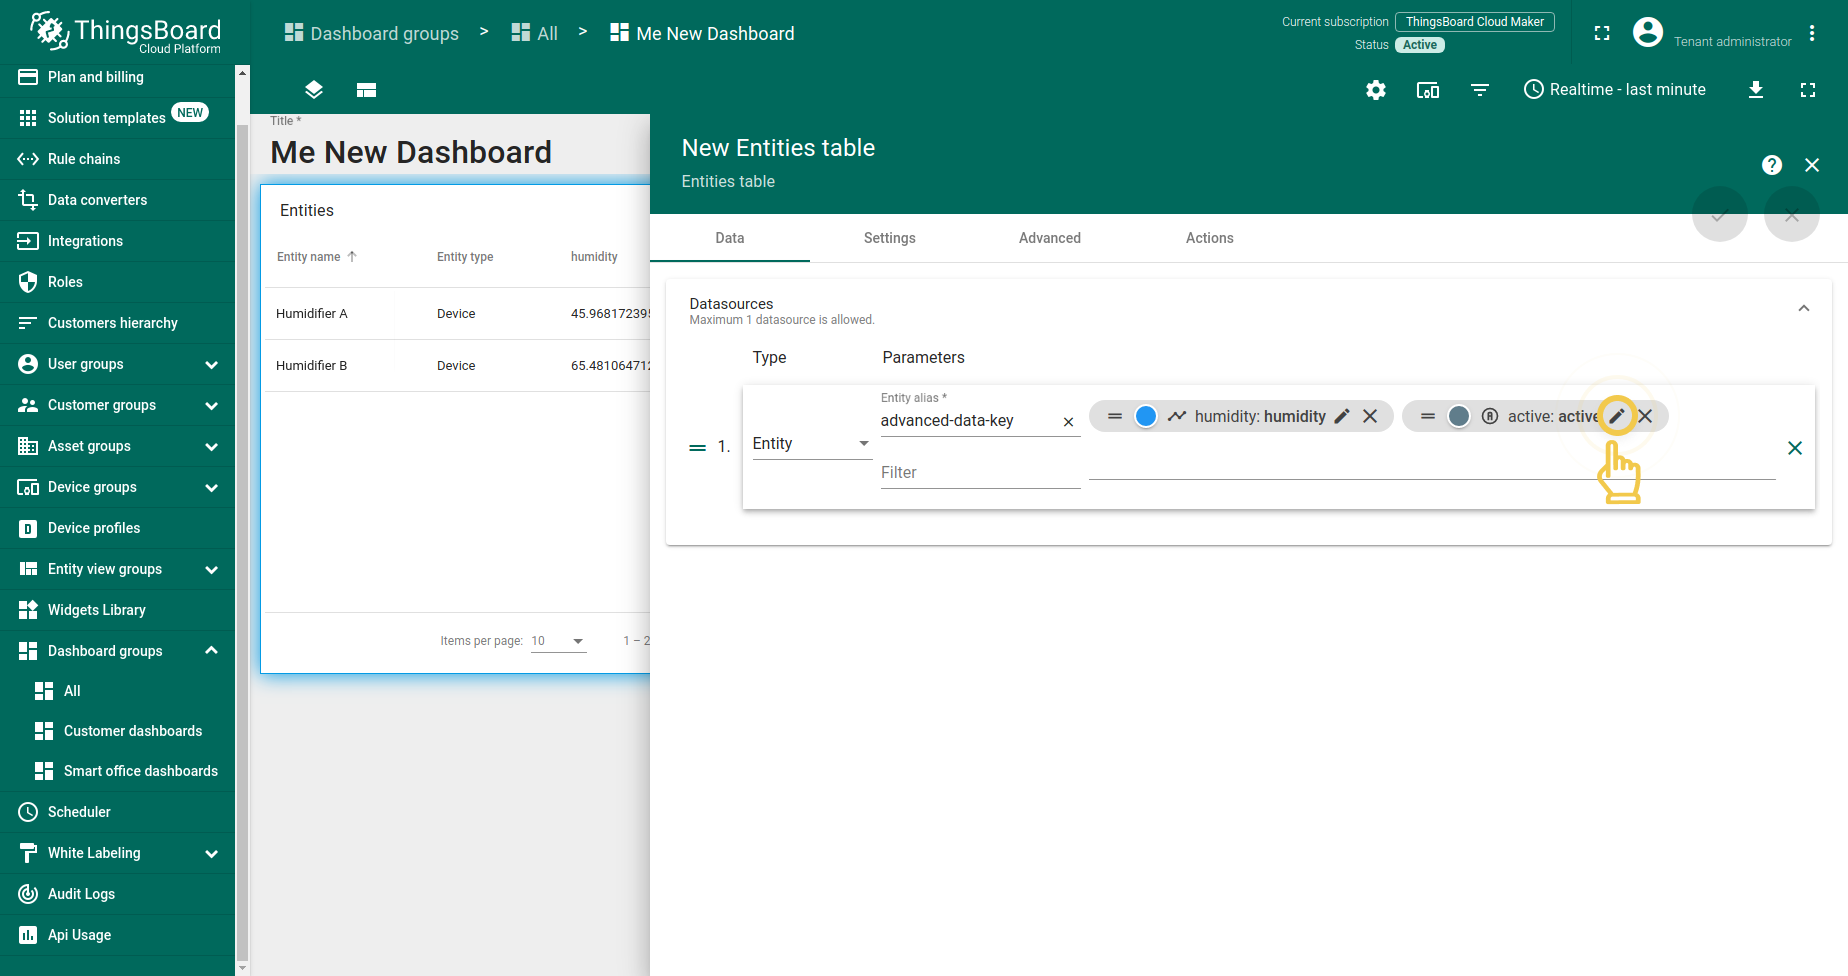 ThingsBoard
Cloud Platform
Plan and billing
Solution templates NEW
Rule chains
Data converters
Integrations
Roles
Customers hierarchy
User groups
Customer groups
Asset groups
Device groups
Device profiles
Entity view groups
Widgets Library
Dashboard groups
All
Customer dashboards
Smart office dashboards
Scheduler
White Labeling
Audit Logs
Api Usage
Dashboard groups > All > Me New Dashboard
Current subscription ThingsBoard Cloud Maker
Status Active
Tenant administrator
Realtime - last minute
Title *
Me New Dashboard
Entities
Entity name Entity type humidity
Humidifier A Device 45.96817239
Humidifier B Device 65.48106471
Items per page: 10 1 – 2
New Entities table
Entities table
Data Settings Advanced Actions
Datasources
Maximum 1 datasource is allowed.
Type Parameters
1.
Entity
Entity alias *
advanced-data-key
Filter
humidity: humidity
active: active